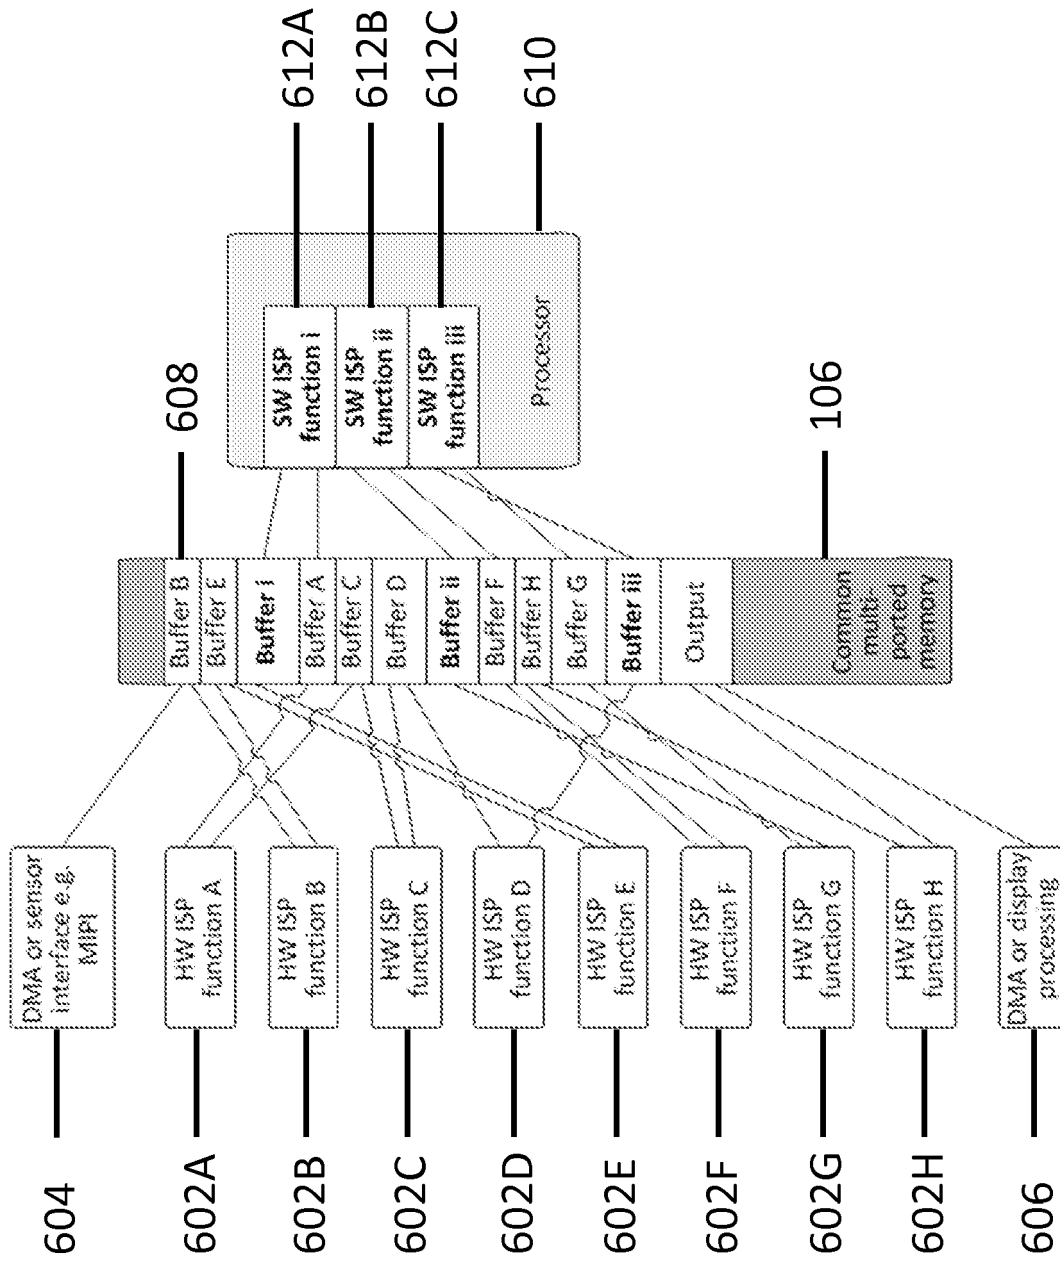 604
602A
602B
602C
602D
602E
602F
602G
602H
606
DMA or sensor
interface e.g.
MIPI
HW ISP
function A
HW ISP
function B
HW ISP
function C
HW ISP
function D
HW ISP
function E
HW ISP
function F
HW ISP
function G
HW ISP
function H
DMA or display
processing
Buffer B
Buffer E
Buffer i
Buffer A
Buffer C
Buffer D
Buffer ii
Buffer F
Buffer H
Buffer G
Buffer iii
Output
Common
multi-
ported
memory
608
106
SW ISP
function i
SW ISP
function ii
SW ISP
function iii
Processor
612A
612B
612C
610